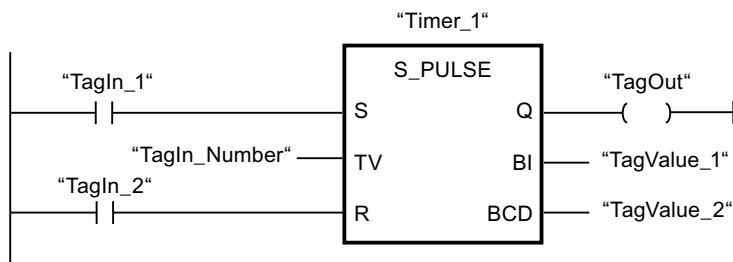 “Timer_1“
S_PULSE
“TagIn_1“
S
Q
“TagOut“
“TagIn_Number“
TV
BI
“TagValue_1“
“TagIn_2“
R
BCD
“TagValue_2“